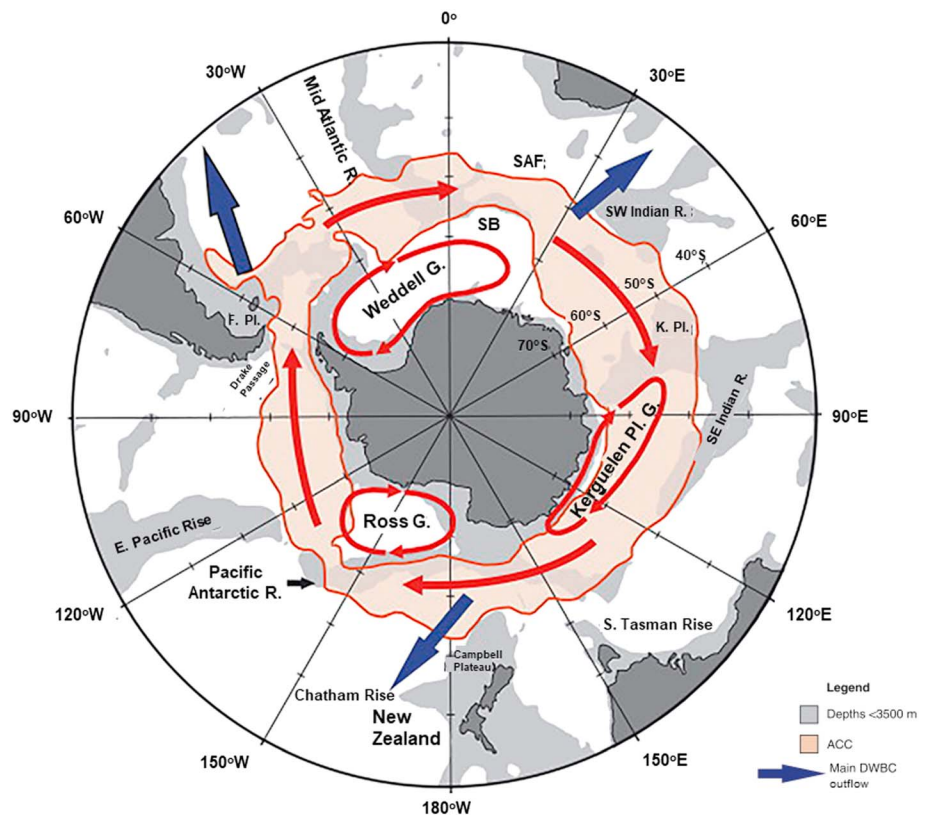 0°
30°W
30°E
Mid Atlantic R.
SAF
SW Indian R.
60°W
60°E
SB
40°S
50°S
60°S
70°S
Weddell G.
F. Pl.
K. Pl.
Drake
Passage
90°W
90°E
SE Indian R.
Kerguelen Pl. G.
Ross G.
E. Pacific Rise
Pacific
Antarctic R.
120°W
120°E
S. Tasman Rise
Campbell
Plateau
Chatham Rise
New
Zealand
150°W
150°E
180°W
Legend
Depths <3500 m
ACC
Main DWBC
outflow